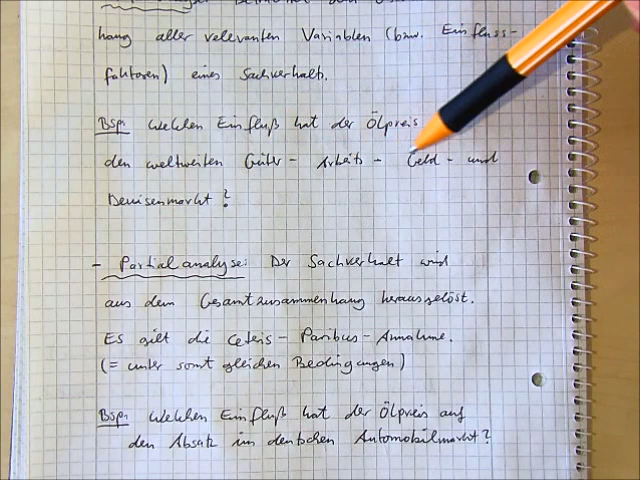 hang aller relevanten Variablen (bzw. Einfluss-
faktoren) eines Sachverhalts.
Bsp: Welchen Einfluß hat der Ölpreis
den weltweiten Güter - Arbeits - Geld - und
Devisenmarkt?
- Partialanalyse: Der Sachverhalt wird
aus dem Gesamtzusammenhang herausgelöst.
Es gilt die Ceteris - Paribus - Annahme.
(= unter sonst gleichen Bedingungen)
Bsp: Welchen Einfluß hat der Ölpreis auf
den Absatz im deutschen Automobilmarkt?